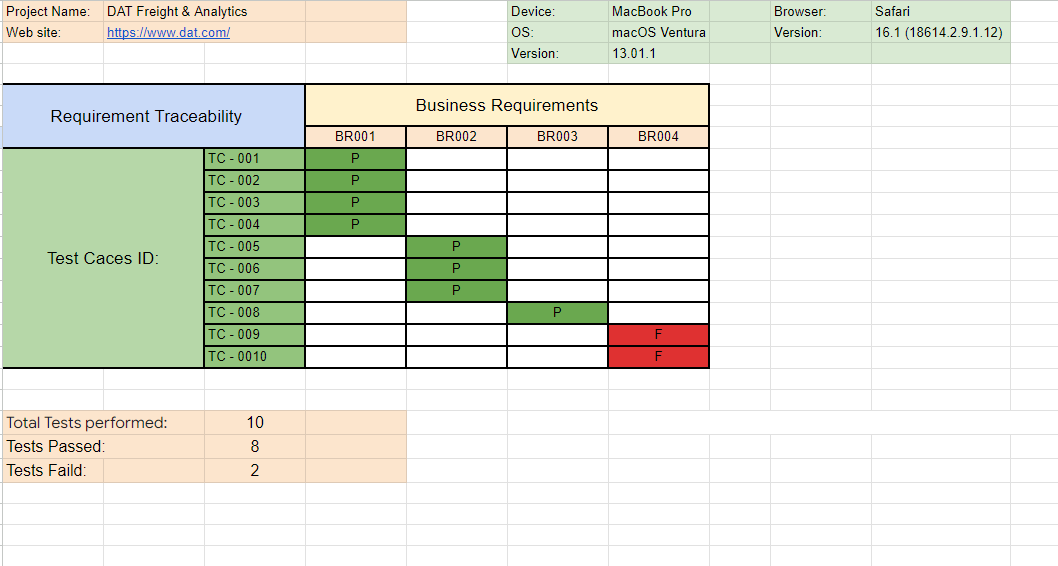 Project Name: DAT Freight & Analytics Device: MacBook Pro Browser: Safari
Web site: https://www.dat.com/ OS: macOS Ventura Version: 16.1 (18614.2.9.1.12)
Version: 13.01.1
Requirement Traceability
Business Requirements
BR001 BR002 BR003 BR004
Test Caces ID:
TC - 001 P
TC - 002 P
TC - 003 P
TC - 004 P
TC - 005 P
TC - 006 P
TC - 007 P
TC - 008 P
TC - 009 F
TC - 0010 F
Total Tests performed: 10
Tests Passed: 8
Tests Faild: 2